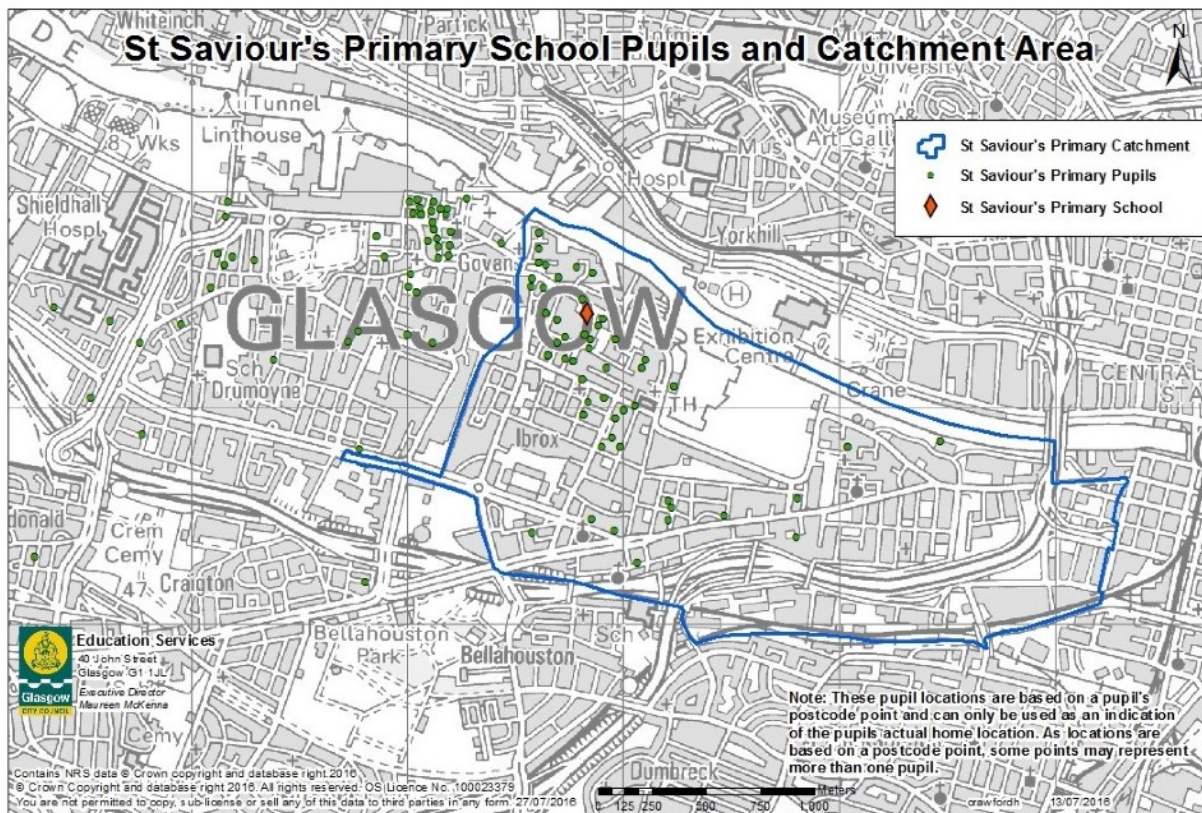 Whiteinch
Partick
St Saviour's Primary School Pupils and Catchment Area
N
DE
University
Tunnel
Linthouse
8 Wks
Museum &
Art Gall
Mus
St Saviour's Primary Catchment
St Saviour's Primary Pupils
St Saviour's Primary School
Hospl
Shieldhall
Hospl
Yorkhill
Govan
H
GLASGOW
Exhibition
Centre
Sch
Drumoyne
Crane
CENTRAL
STA
TH
Ibrox
donald
Crem
Cemy
47
Craigton
Bellahouston
Park
Sch
Bellahouston
Education Services
40 John Street
Glasgow G1 1JL
Executive Director
Maureen McKenna
Glasgow
CITY COUNCIL
Cemy
Note: These pupil locations are based on a pupil's
postcode point and can only be used as an indication
of the pupils actual home location. As locations are
based on a postcode point, some points may represent
more than one pupil.
Dumbreck
Contains NRS data © Crown copyright and database right 2016
© Crown Copyright and database right 2016. All rights reserved. OS Licence No. 100023379
You are not permitted to copy, sub-license or sell any of this data to third parties in any form. 27/07/2016
Meters
0 125 250 500 750 1,000
crawfordh 13/07/2016